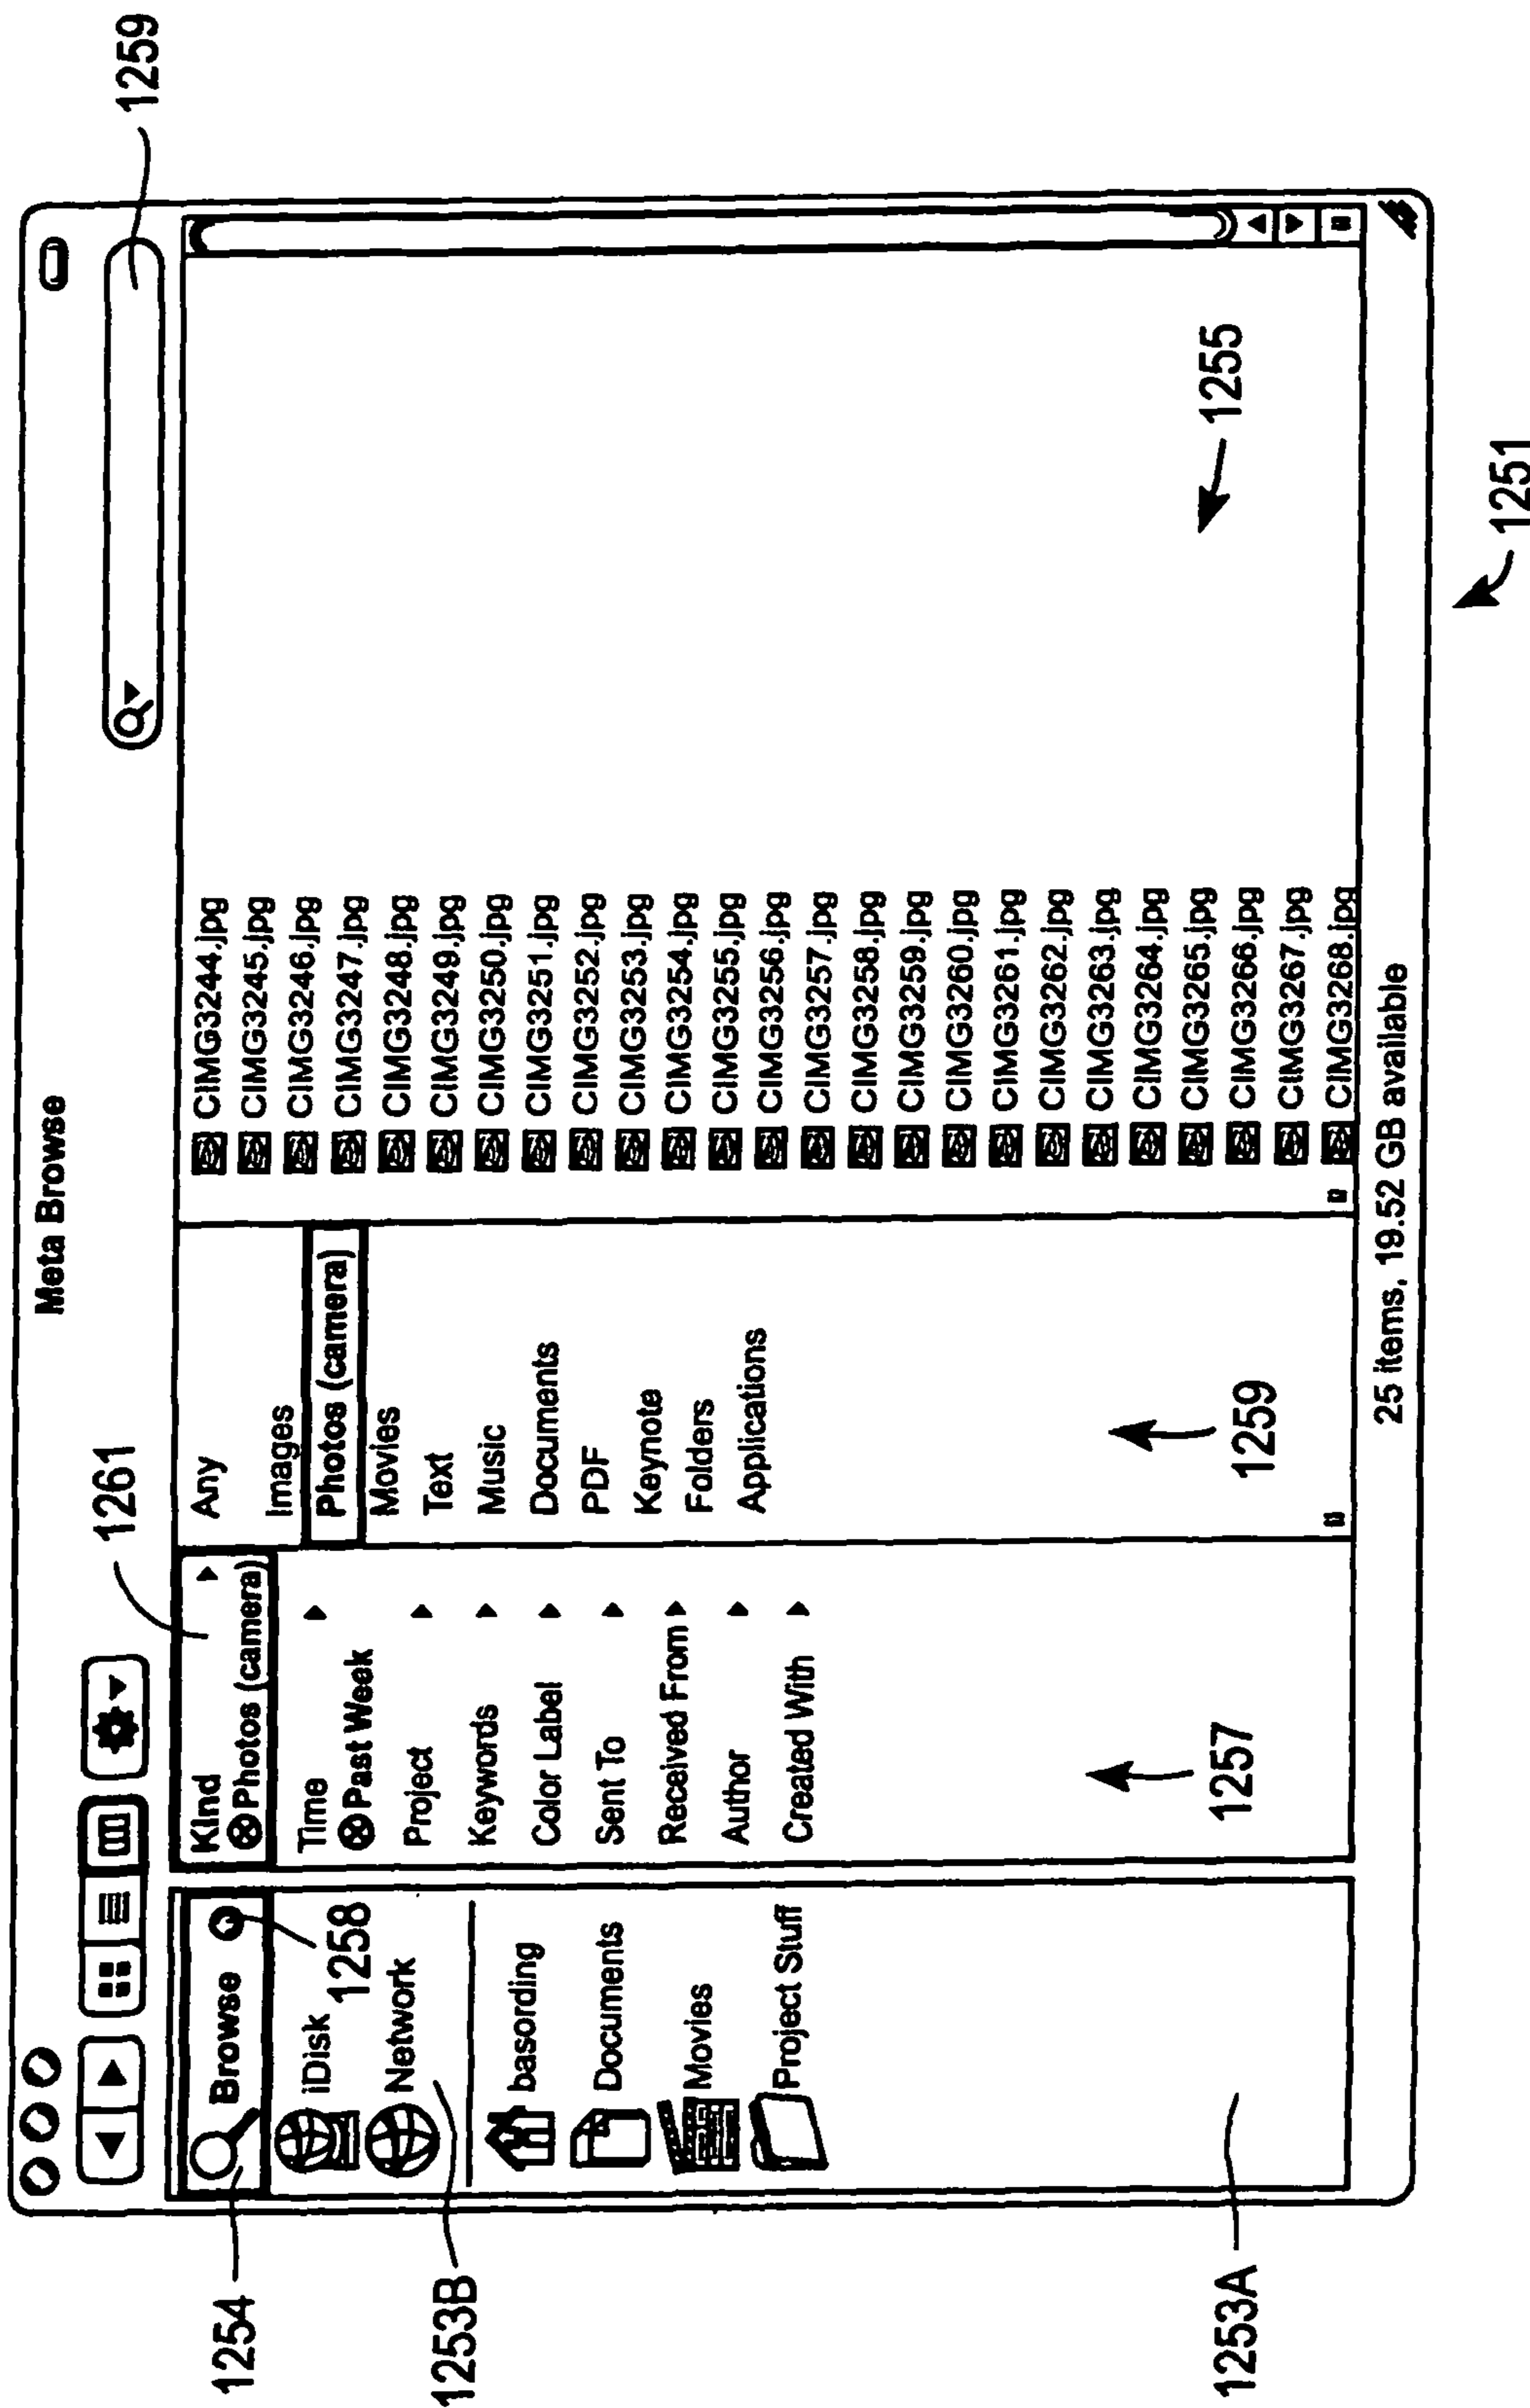 Meta Browse
1259
1261
1254
Browse
1258
iDisk
Network
1253B
basording
Documents
Movies
Project Stuff
1253A
Kind
Photos (camera)
Time
Past Week
Project
Keywords
Color Label
Sent To
Received From
Author
Created With
1257
Any
Images
Photos (camera)
Movies
Text
Music
Documents
PDF
Keynote
Folders
Applications
1259
CIMG3244.jpg
CIMG3245.jpg
CIMG3246.jpg
CIMG3247.jpg
CIMG3248.jpg
CIMG3249.jpg
CIMG3250.jpg
CIMG3251.jpg
CIMG3252.jpg
CIMG3253.jpg
CIMG3254.jpg
CIMG3255.jpg
CIMG3256.jpg
CIMG3257.jpg
CIMG3258.jpg
CIMG3259.jpg
CIMG3260.jpg
CIMG3261.jpg
CIMG3262.jpg
CIMG3263.jpg
CIMG3264.jpg
CIMG3265.jpg
CIMG3266.jpg
CIMG3267.jpg
CIMG3268.jpg
1255
25 items, 19.52 GB available
1251